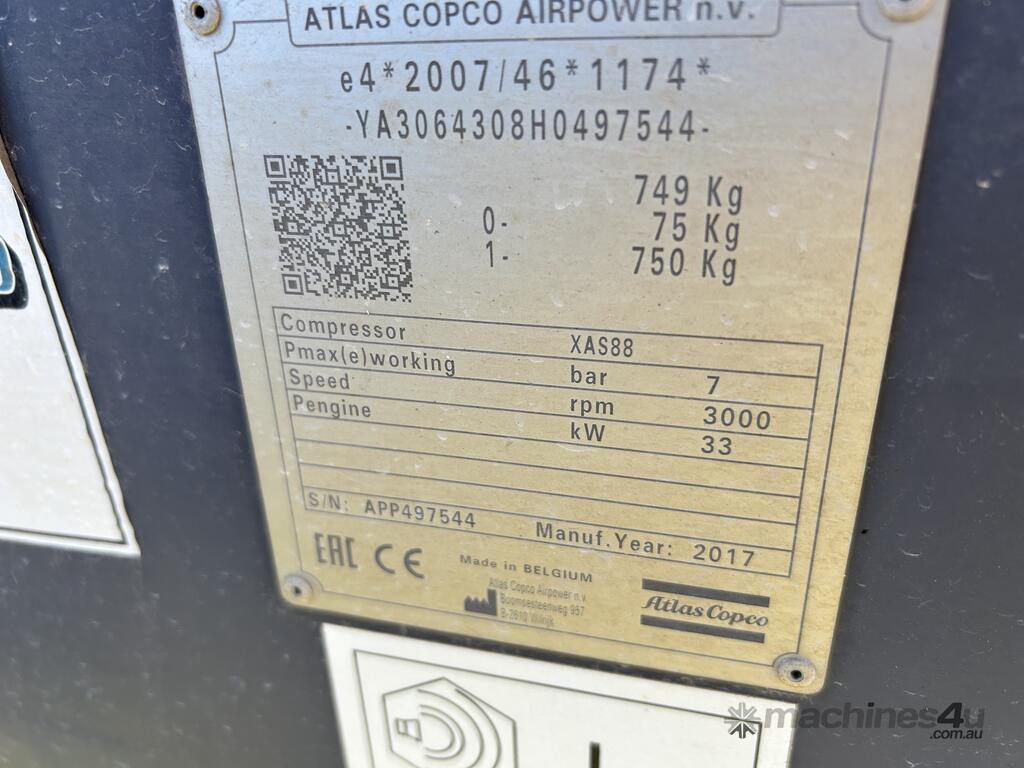 ATLAS COPCO AIRPOWER n.v.
e4*2007/46*1174*
-YA3064308H0497544-
749 Kg
0- 75 Kg
1- 750 Kg
Compressor XAS88
Pmax(e)working bar 7
Speed rpm 3000
Pengine kW 33
S/N: APP497544 Manuf.Year: 2017
EAC CE Made in BELGIUM
Atlas Copco Airpower n.v.
Boomsesteenweg 957
B-2610 Wilrijk
Atlas Copco
machines4u
.com.au